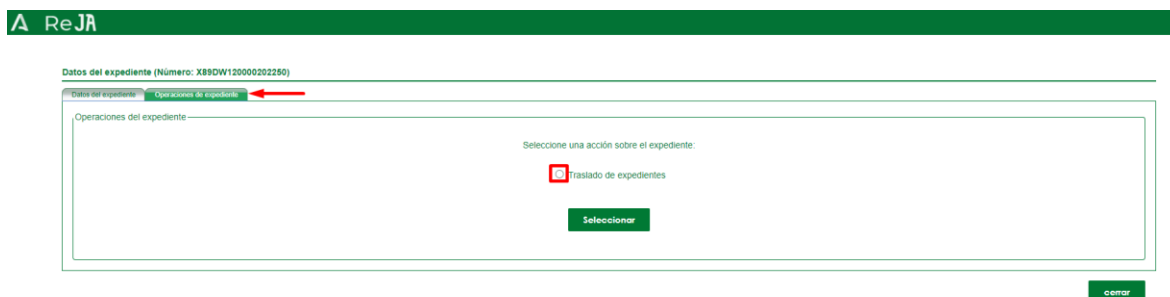 A ReJA
Datos del expediente (Número: X89DW120000202250)
Datos del expediente Operaciones de expediente
Operaciones del expediente
Seleccione una acción sobre el expediente:
Traslado de expedientes
Seleccionar
cerrar